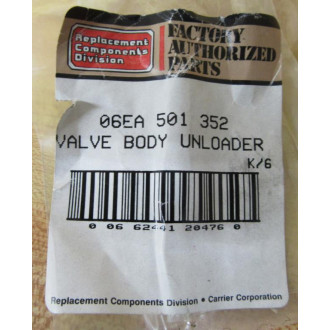 Replacement
Components
Division
FACTORY
AUTHORIZED
PARTS
06EA 501 352
VALVE BODY UNLOADER
K/6
0 06 62441 20476 0
Replacement Components Division • Carrier Corporation